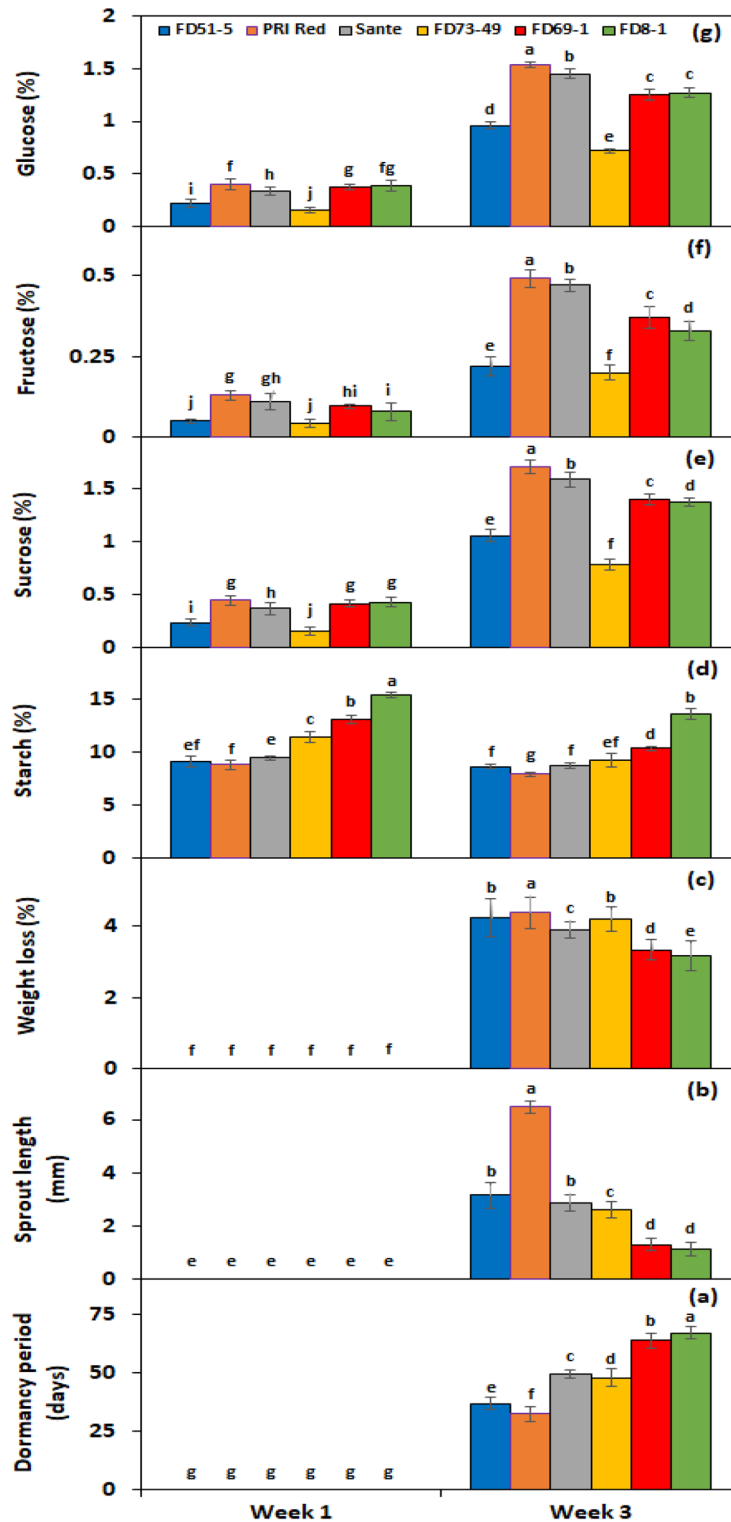 FD51-5 PRI Red Sante FD73-49 FD69-1 FD8-1 (g)
Glucose (%)
1.5
1
0.5
0
i f h j g fg d a b e c c
(f)
Fructose (%)
0.5
0.25
0
j g gh j hi i e a b f c d
(e)
Sucrose (%)
1.5
1
0.5
0
i g h j g g e a b f c d
(d)
Starch (%)
15
10
5
0
ef f e c b a f g f ef d b
(c)
Weight loss (%)
4
2
0
f f f f f f b a c b d e
(b)
Sprout length
(mm)
6
4
2
0
e e e e e e b a b c d d
(a)
Dormancy period
(days)
75
50
25
0
g g g g g g e f c d b a
Week 1 Week 3